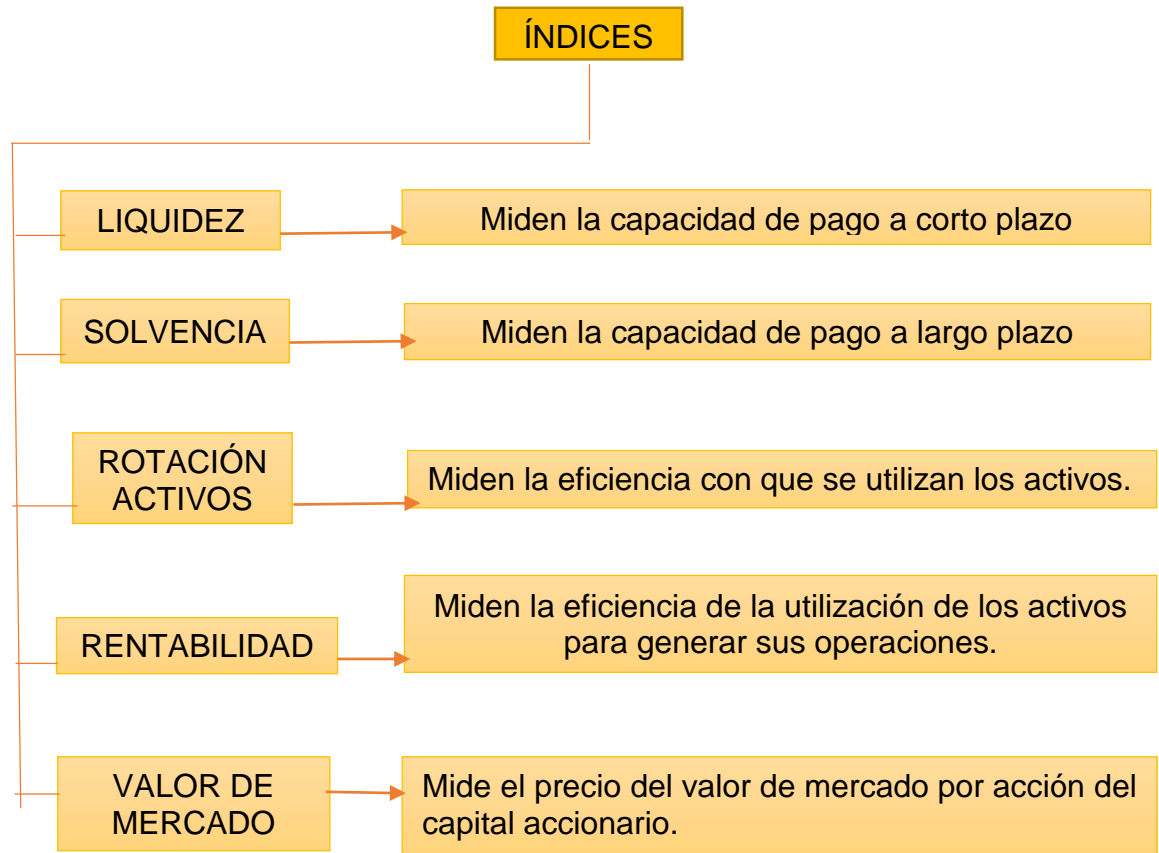 ÍNDICES
LIQUIDEZ
Miden la capacidad de pago a corto plazo
SOLVENCIA
Miden la capacidad de pago a largo plazo
ROTACIÓN
ACTIVOS
Miden la eficiencia con que se utilizan los activos.
RENTABILIDAD
Miden la eficiencia de la utilización de los activos
para generar sus operaciones.
VALOR DE
MERCADO
Mide el precio del valor de mercado por acción del
capital accionario.